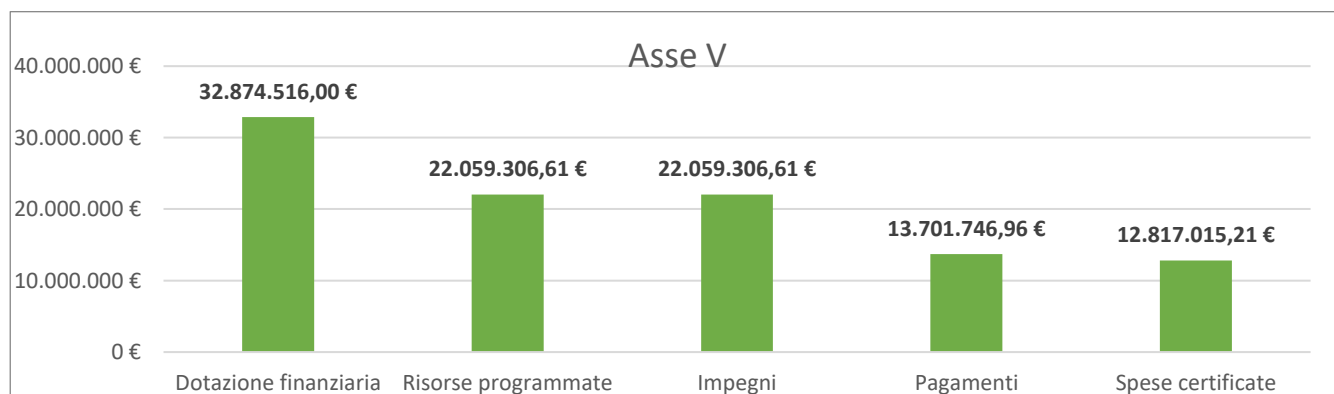 Asse V
40.000.000 €
32.874.516,00 €
30.000.000 €
22.059.306,61 €
22.059.306,61 €
20.000.000 €
13.701.746,96 €
12.817.015,21 €
10.000.000 €
0 €
Dotazione finanziaria
Risorse programmate
Impegni
Pagamenti
Spese certificate